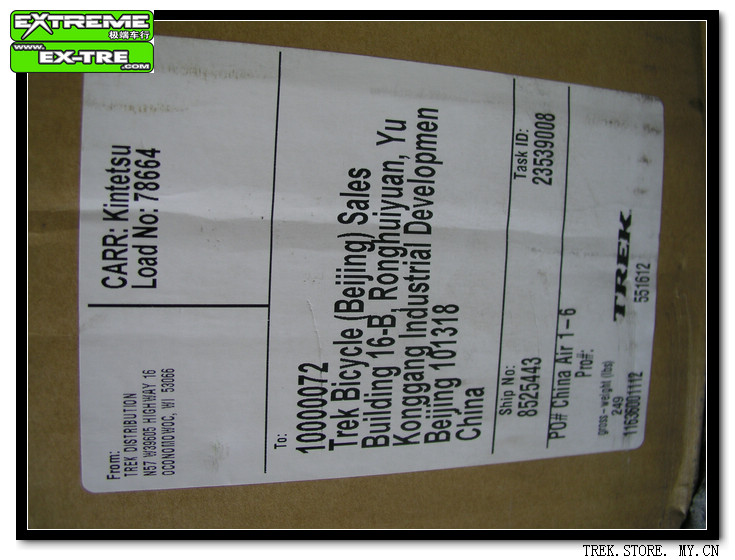 EXTREME
极端车行
www.
EX-TRE
.com
From:
TREK DISTRIBUTION
N57 W39605 HIGHWAY 16
OCONOMOWOC, WI 53066
CARR: Kintetsu
Load No: 78664
To:
10000072
Trek Bicycle (Beijing) Sales
Building 16-B, Ronghuiyuan, Yu
Konggang Industrial Developmen
Beijing 101318
China
Ship No:
8525443
Task ID:
23539008
PO# China Air 1-6
Pro#:
gross-weight (lbs)
249
11636001112
TREK
551612
TREK.STORE. MY.CN